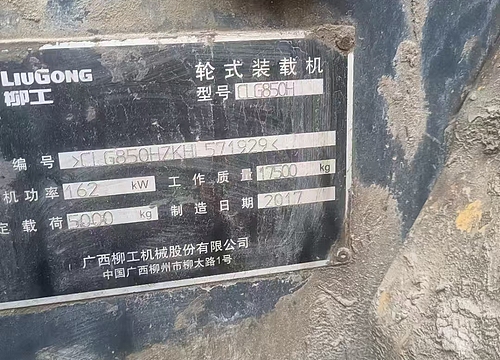 LIUGONG 轮式装载机
柳工 型号 CLG850H
编号 >CLG850HZKHL571929<
机功率 162 kW 工作质量 17500 kg
定载荷 5000 kg 制造日期 2017
广西柳工机械股份有限公司
中国广西柳州市柳太路1号